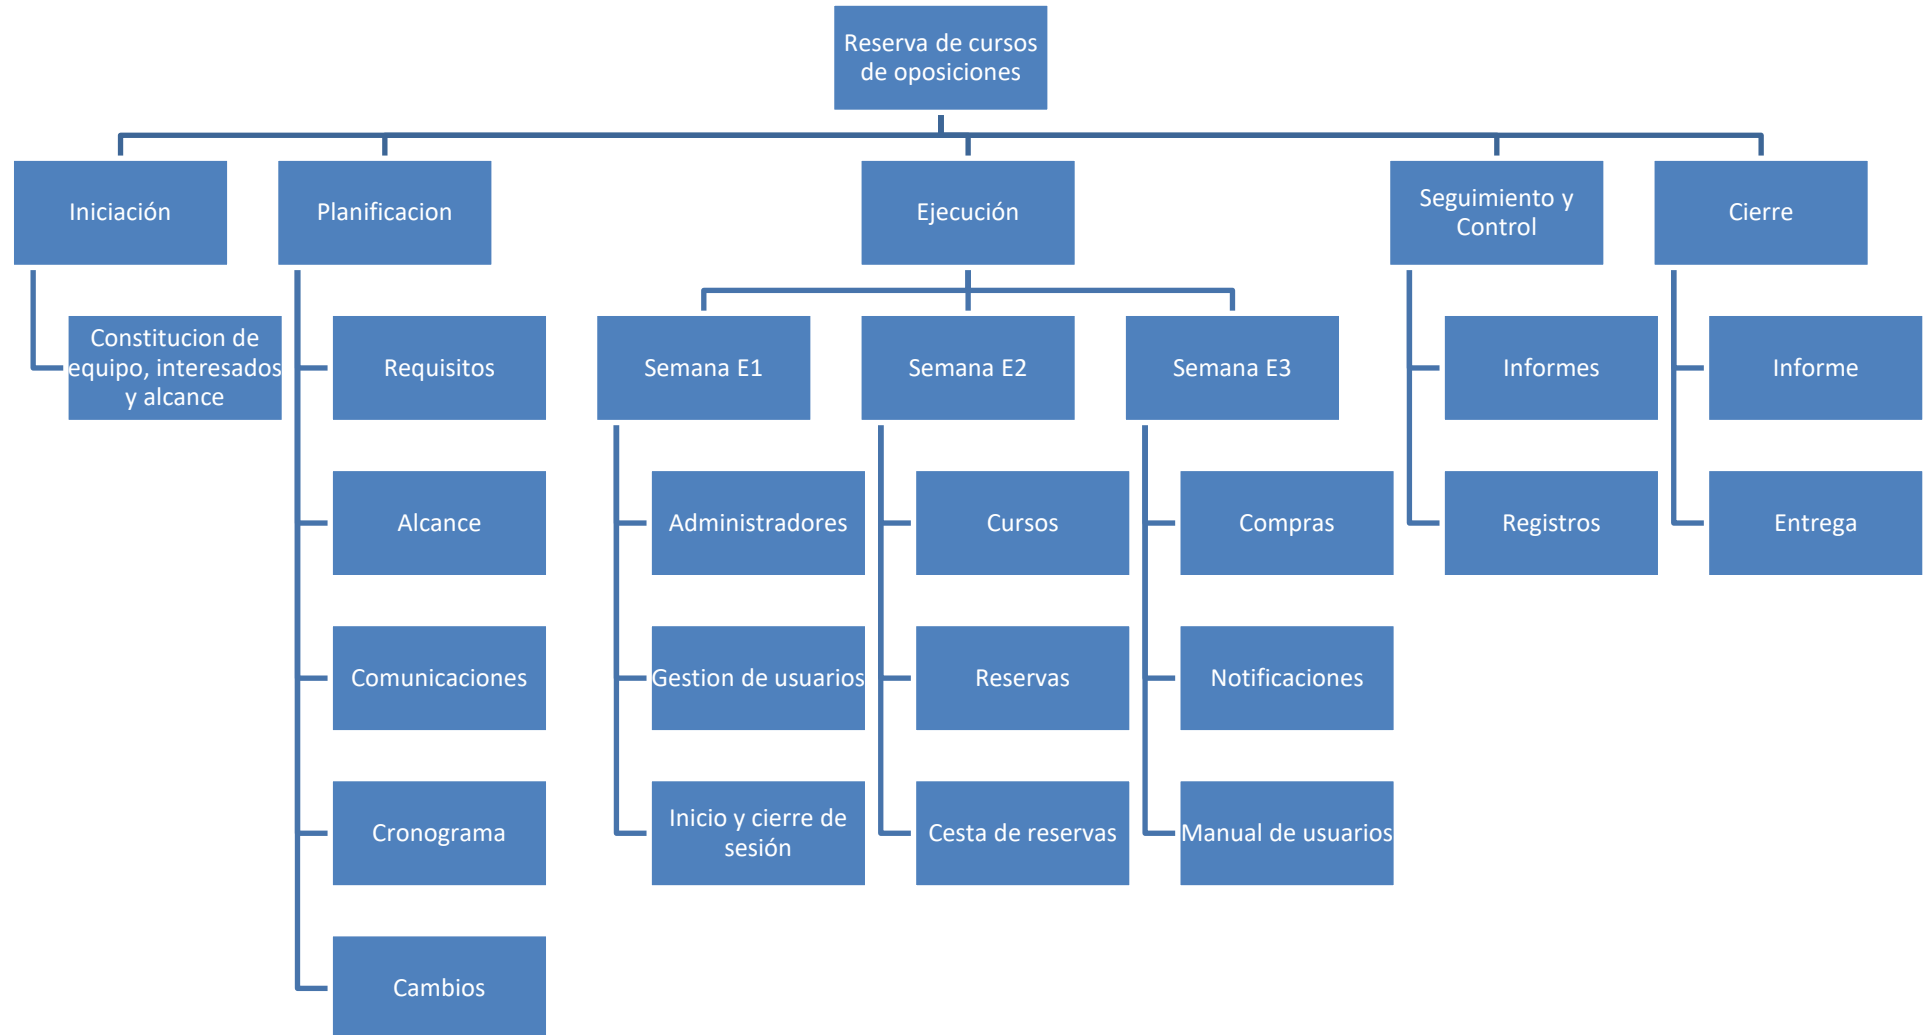 Reserva de cursos
de oposiciones
Iniciación
Planificacion
Ejecución
Seguimiento y
Control
Cierre
Constitucion de
equipo, interesados
y alcance
Requisitos
Semana E1
Semana E2
Semana E3
Informes
Informe
Alcance
Administradores
Cursos
Compras
Registros
Entrega
Comunicaciones
Gestion de usuarios
Reservas
Notificaciones
Cronograma
Inicio y cierre de
sesión
Cesta de reservas
Manual de usuarios
Cambios